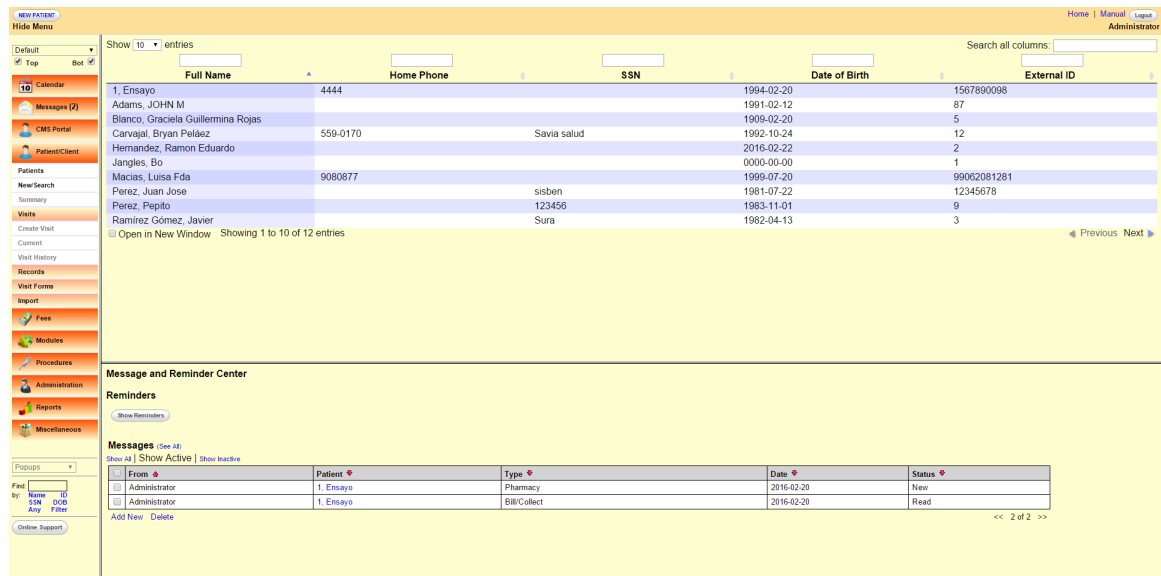 NEW PATIENT
Hide Menu
Home | Manual Logout
Administrator
Default
Top Bot
10 Calendar
Messages (2)
CMS Portal
Patient/Client
Patients
New/Search
Summary
Visits
Create Visit
Current
Visit History
Records
Visit Forms
Import
Fees
Modules
Procedures
Administration
Reports
Miscellaneous
Popups
Find:
by: Name ID
SSN DOB
Any Filter
Online Support
Show 10 entries
Search all columns:
Full Name Home Phone SSN Date of Birth External ID
1, Ensayo 4444 1994-02-20 1567890098
Adams, JOHN M 1991-02-12 87
Blanco, Graciela Guillermina Rojas 1909-02-20 5
Carvajal, Bryan Peláez 559-0170 Savia salud 1992-10-24 12
Hernandez, Ramon Eduardo 2016-02-22 2
Jangles, Bo 0000-00-00 1
Macias, Luisa Fda 9080877 1999-07-20 99062081281
Perez, Juan Jose sisben 1981-07-22 12345678
Perez, Pepito 123456 1983-11-01 9
Ramírez Gómez, Javier Sura 1982-04-13 3
Open in New Window Showing 1 to 10 of 12 entries
Previous Next
Message and Reminder Center
Reminders
Show Reminders
Messages (See All)
Show All | Show Active | Show Inactive
From Patient Type Date Status
Administrator 1, Ensayo Pharmacy 2016-02-20 New
Administrator 1, Ensayo Bill/Collect 2016-02-20 Read
Add New Delete
<< 2 of 2 >>